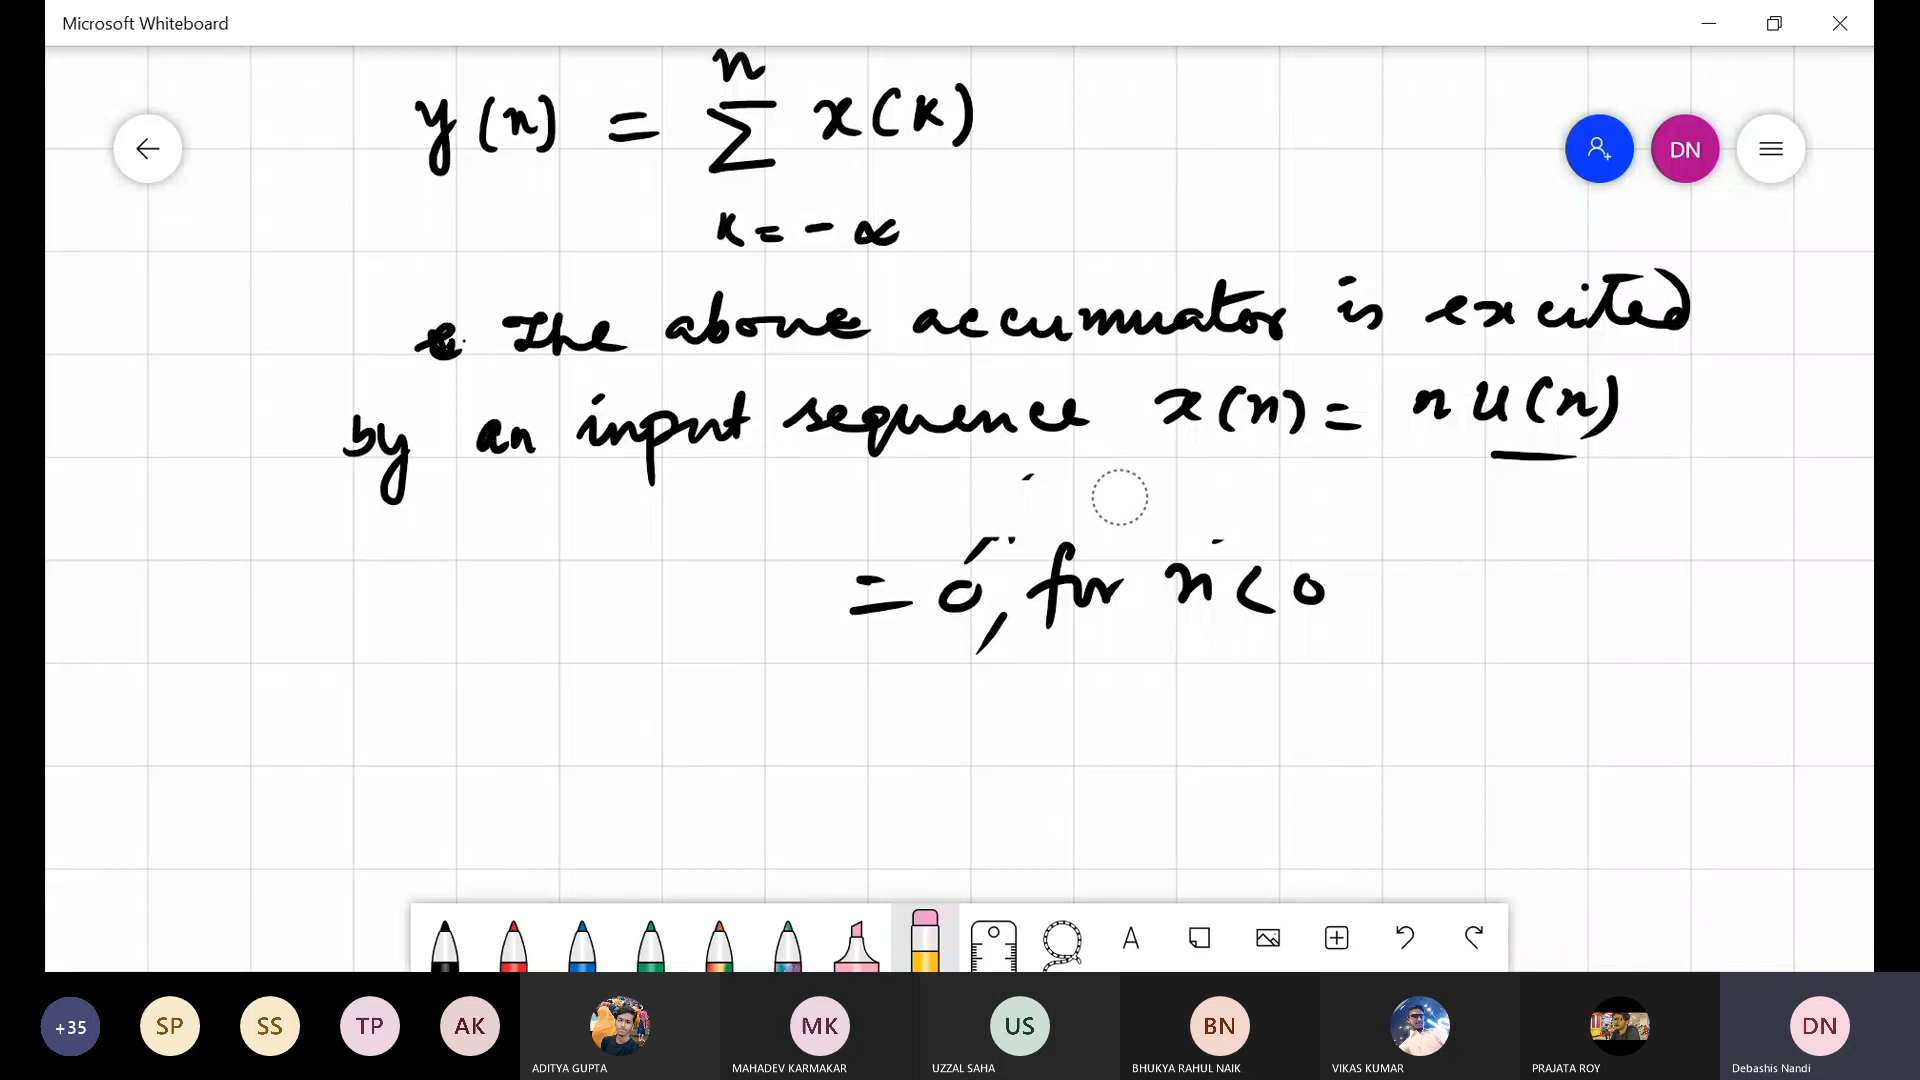 Microsoft Whiteboard
n
y(n) = ∑ x(k)
k = - ∝
DN
The above accumuator is excited
by an input sequence x(n) = n u(n)
= 0, for n < 0
A
+35
SP
SS
TP
AK
MK
US
BN
DN
ADITYA GUPTA
MAHADEV KARMAKAR
UZZAL SAHA
BHUKYA RAHUL NAIK
VIKAS KUMAR
PRAJATA ROY
Debashis Nandi